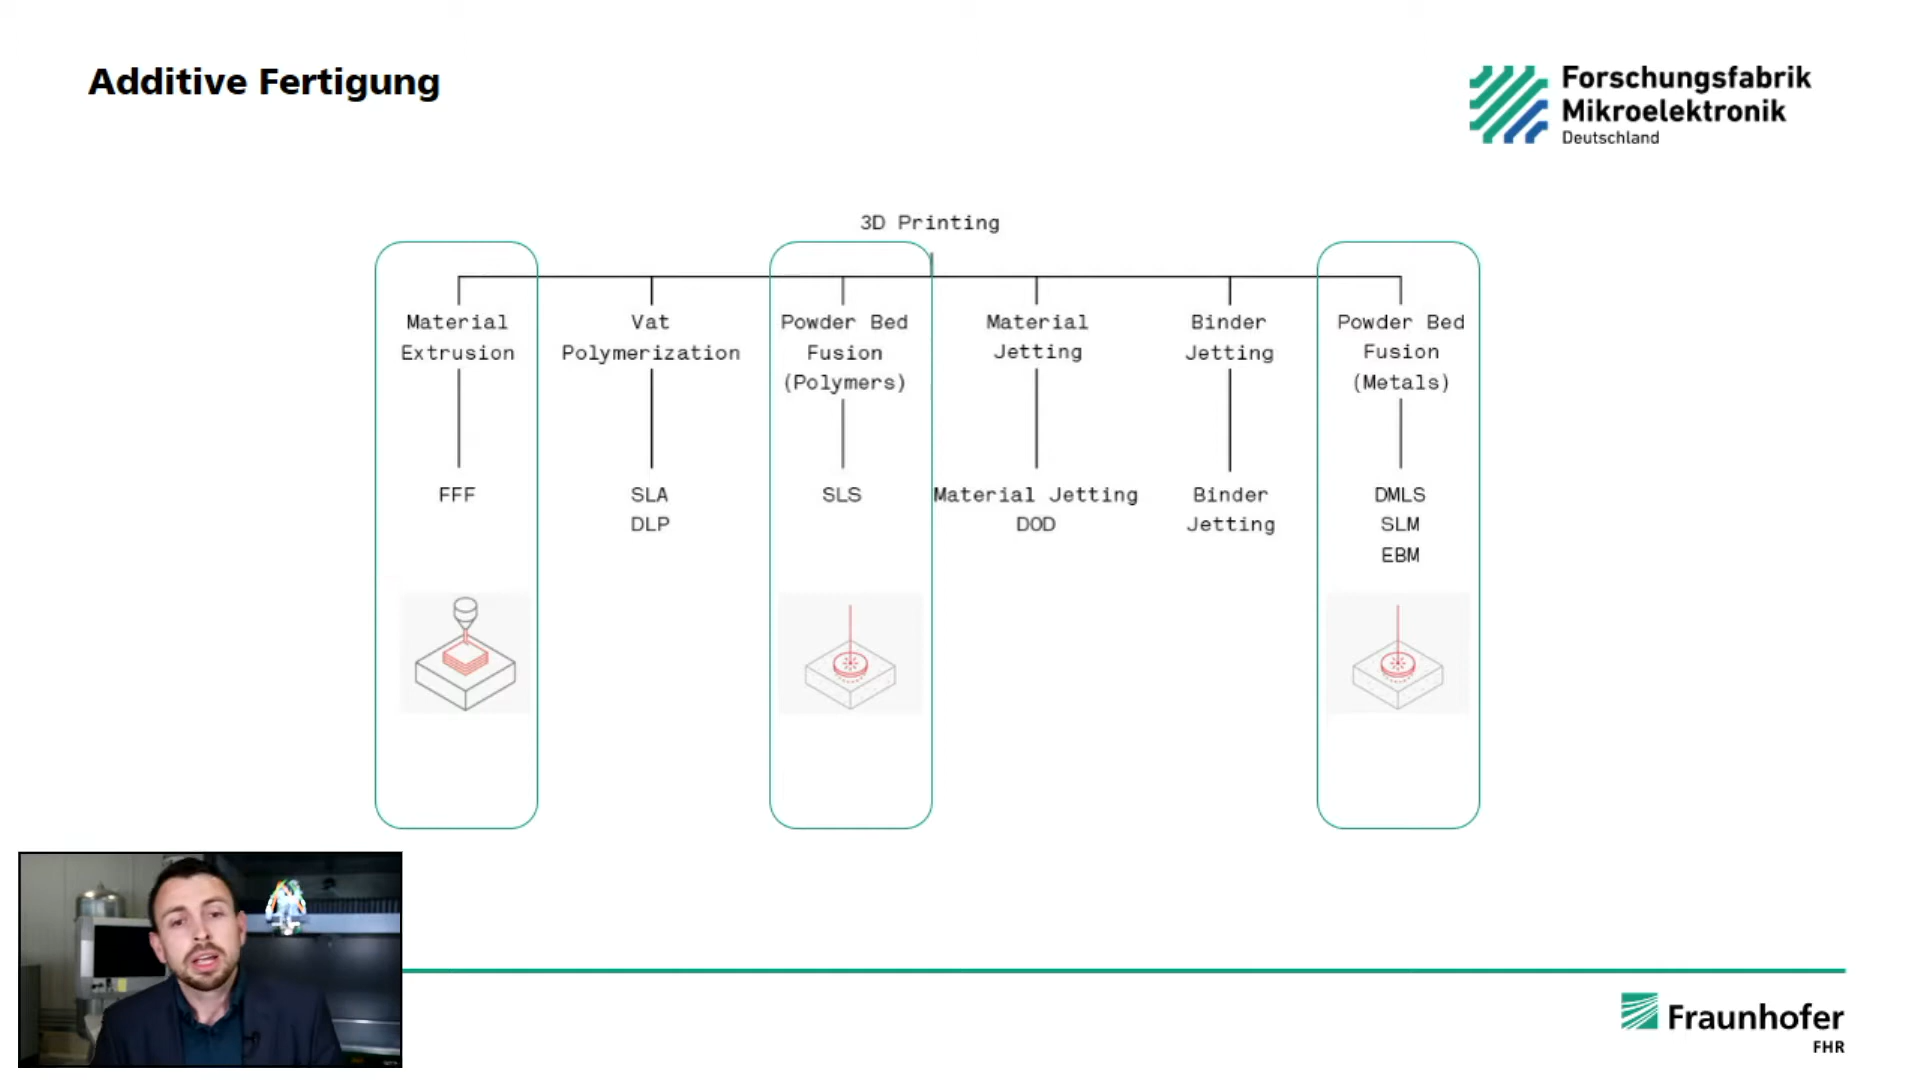 Additive Fertigung
Forschungsfabrik
Mikroelektronik
Deutschland
3D Printing
Material
Extrusion
FFF
Vat
Polymerization
SLA
DLP
Powder Bed
Fusion
(Polymers)
SLS
Material
Jetting
Material Jetting
DOD
Binder
Jetting
Binder
Jetting
Powder Bed
Fusion
(Metals)
DMLS
SLM
EBM
Fraunhofer
FHR